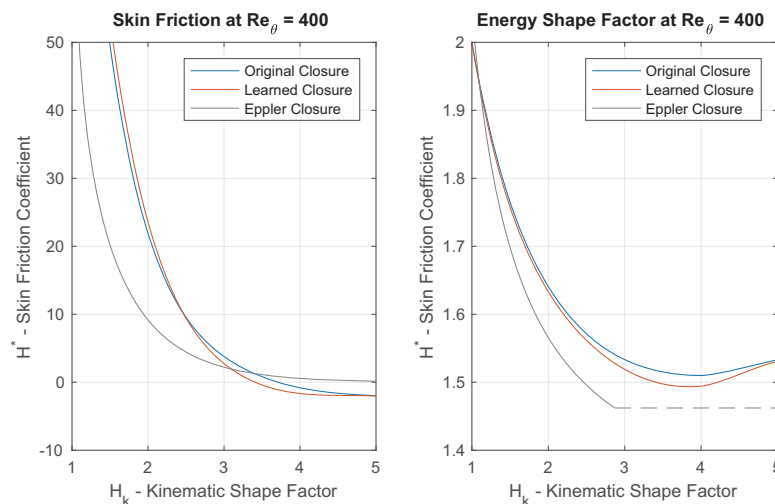 Skin Friction at Re_θ = 400
50
40
30
20
10
0
-10
1
2
3
4
5
H* - Skin Friction Coefficient
H_k - Kinematic Shape Factor
Original Closure
Learned Closure
Eppler Closure
Energy Shape Factor at Re_θ = 400
2
1.9
1.8
1.7
1.6
1.5
1.4
1
2
3
4
5
H* - Skin Friction Coefficient
H_k - Kinematic Shape Factor
Original Closure
Learned Closure
Eppler Closure